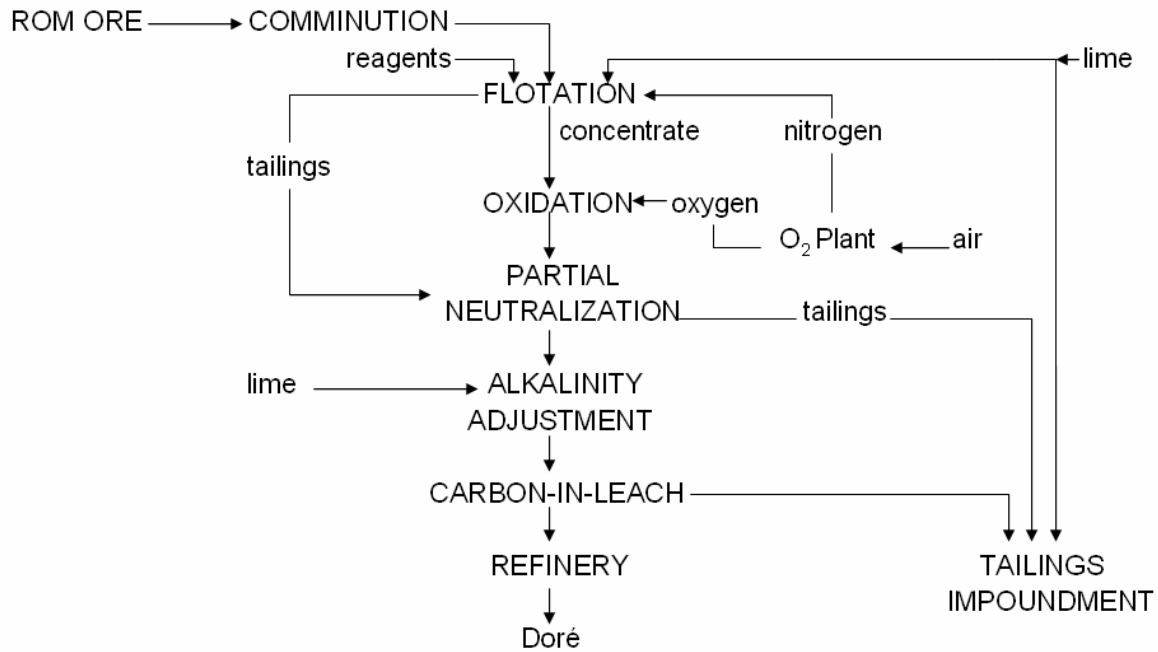 ROM ORE COMMINUTION
reagents lime
FLOTATION
concentrate nitrogen
tailings
OXIDATION oxygen
O₂ Plant air
PARTIAL
NEUTRALIZATION tailings
lime ALKALINITY
ADJUSTMENT
CARBON-IN-LEACH
REFINERY TAILINGS
IMPOUNDMENT
Doré